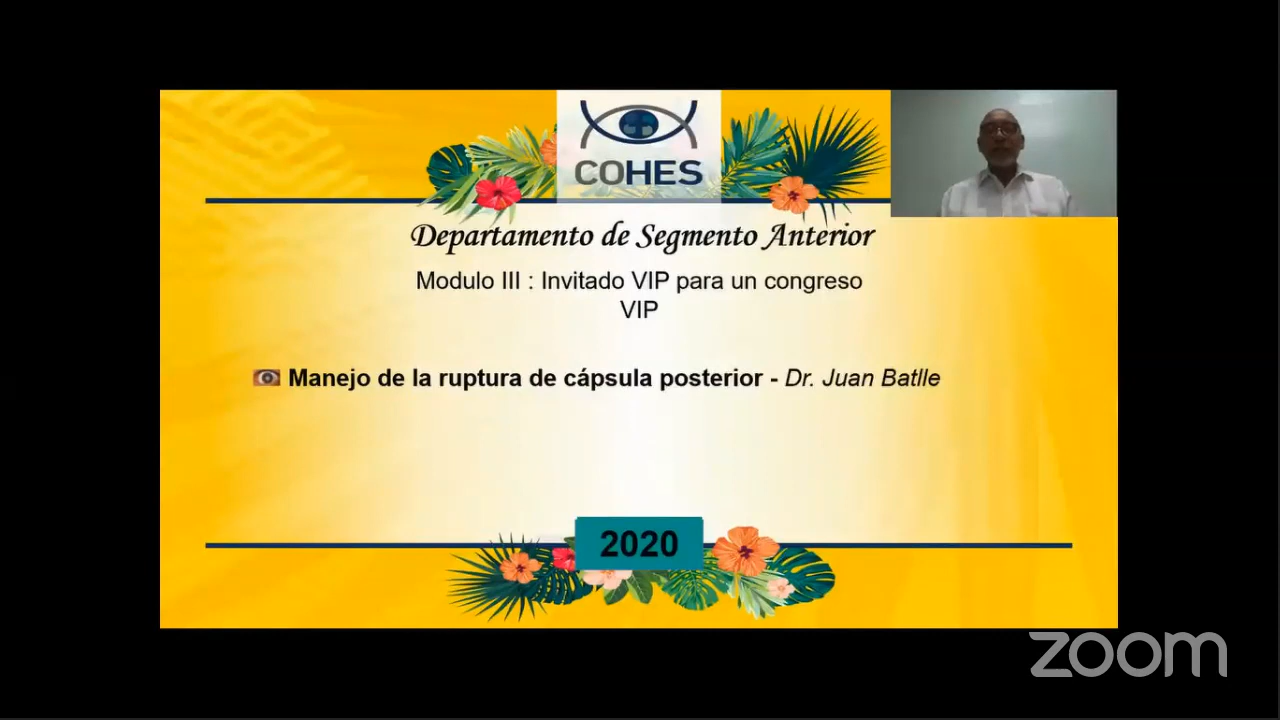 COHES
Departamento de Segmento Anterior
Modulo III : Invitado VIP para un congreso
VIP
Manejo de la ruptura de cápsula posterior - Dr. Juan Batlle
2020
zoom